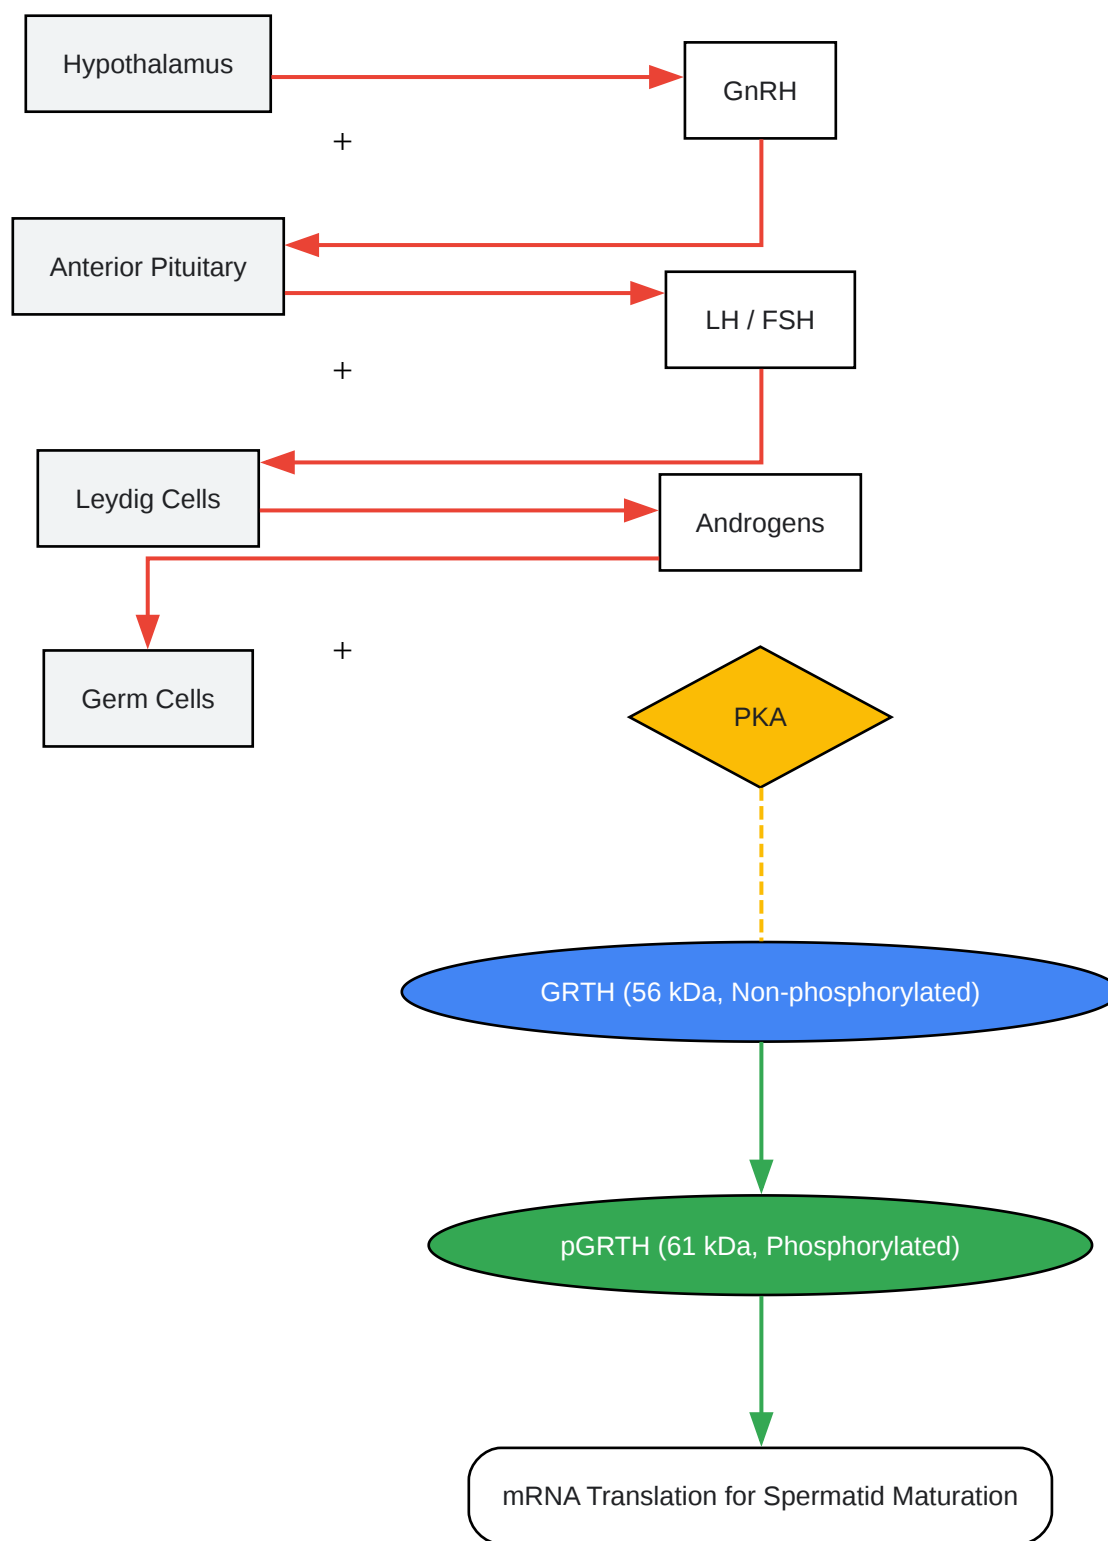 Hypothalamus
GnRH
+
Anterior Pituitary
LH / FSH
+
Leydig Cells
Androgens
+
Germ Cells
PKA
GRTH (56 kDa, Non-phosphorylated)
pGRTH (61 kDa, Phosphorylated)
mRNA Translation for Spermatid Maturation